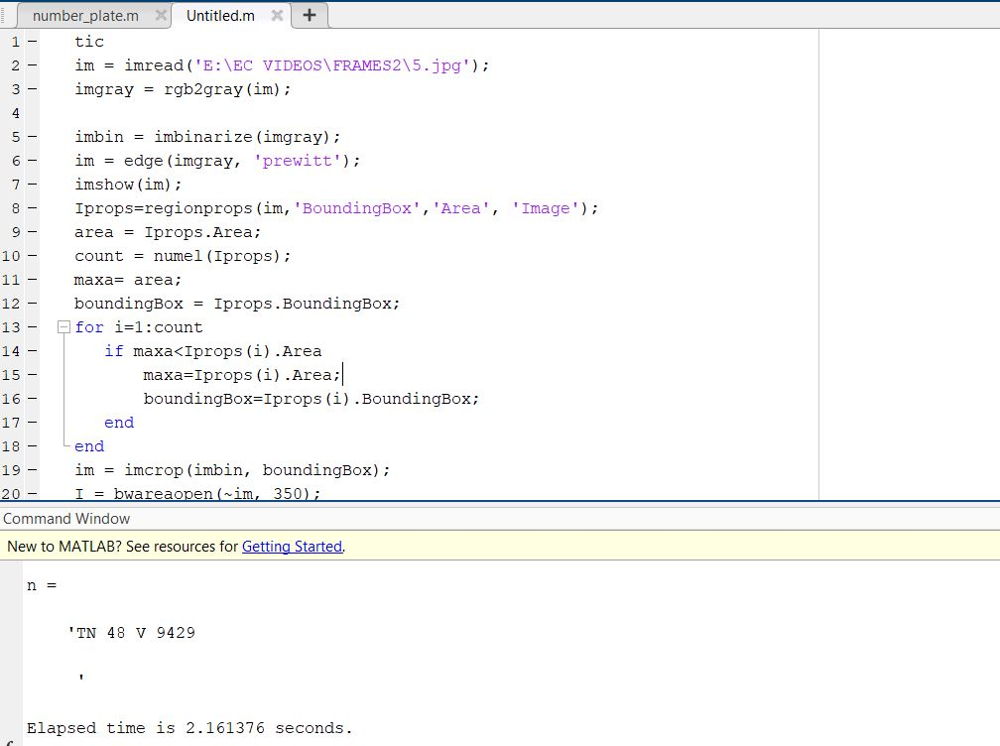 number_plate.m × Untitled.m × +
1 – tic
2 – im = imread('E:\EC VIDEOS\FRAMES2\5.jpg');
3 – imgray = rgb2gray(im);
4
5 – imbin = imbinarize(imgray);
6 – im = edge(imgray, 'prewitt');
7 – imshow(im);
8 – Iprops=regionprops(im,'BoundingBox','Area', 'Image');
9 – area = Iprops.Area;
10 – count = numel(Iprops);
11 – maxa= area;
12 – boundingBox = Iprops.BoundingBox;
13 – for i=1:count
14 – if maxa<Iprops(i).Area
15 – maxa=Iprops(i).Area;
16 – boundingBox=Iprops(i).BoundingBox;
17 – end
18 – end
19 – im = imcrop(imbin, boundingBox);
20 – I = bwareaopen(~im, 350);
Command Window
New to MATLAB? See resources for Getting Started.
n =
'TN 48 V 9429
'
Elapsed time is 2.161376 seconds.